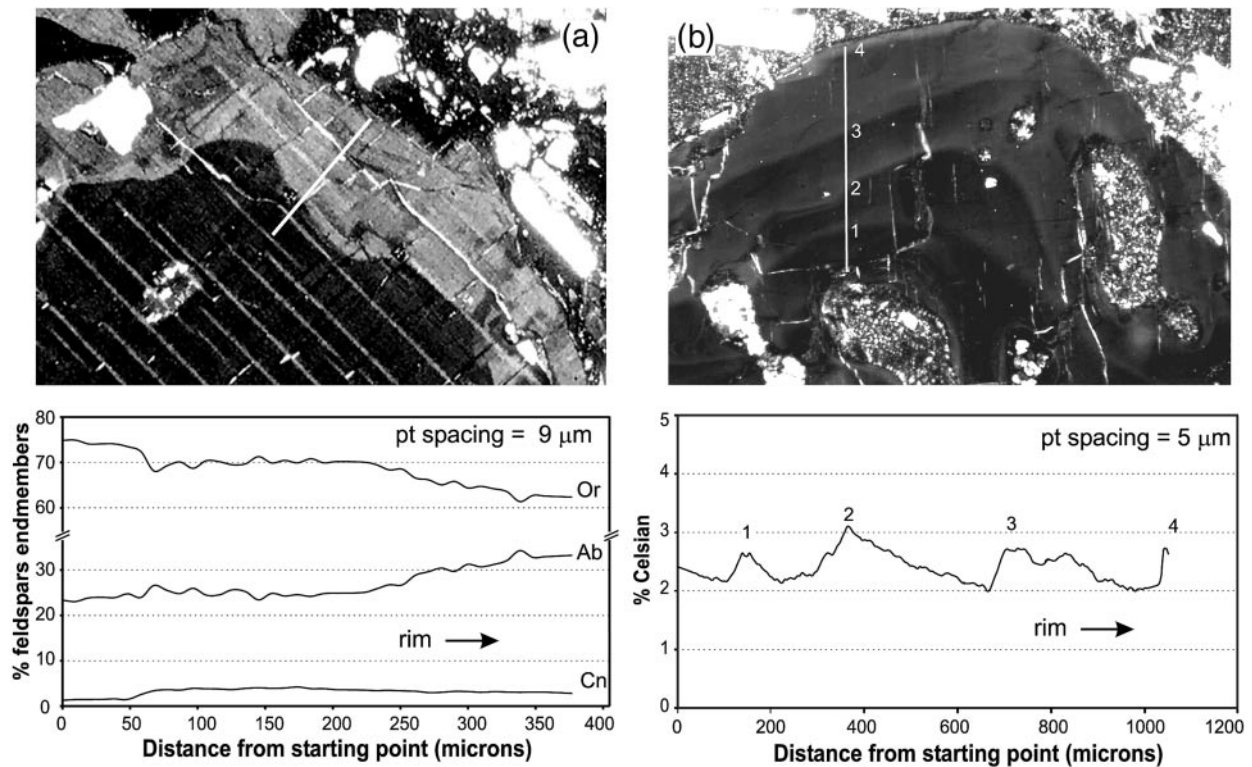 (a)
(b)
4
3
2
1
80
70
60
30
20
10
0
% feldspars endmembers
pt spacing = 9 μm
Or
Ab
rim
Cn
0 50 100 150 200 250 300 350 400
Distance from starting point (microns)
5
4
3
2
1
0
% Celsian
pt spacing = 5 μm
1 2 3 4
rim
0 200 400 600 800 1000 1200
Distance from starting point (microns)